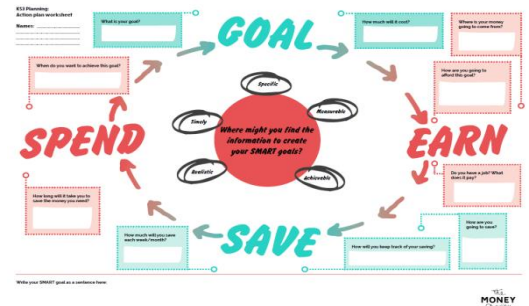 KS3 Planning:
Action plan worksheet
Names:
What is your goal?
GOAL
How much will it cost?
Where is your money
going to come from?
When do you want to achieve this goal?
How are you going to
afford this goal?
Specific
Measurable
Timely
Where might you find the
information to create
your SMART goals?
Realistic
Achievable
SPEND
EARN
Do you have a job? What
does it pay?
How long will it take you to
save the money you need?
How much will you save
each week/month?
SAVE
How will you keep track of your saving?
How are you
going to save?
Write your SMART goal as a sentence here:
THE
MONEY